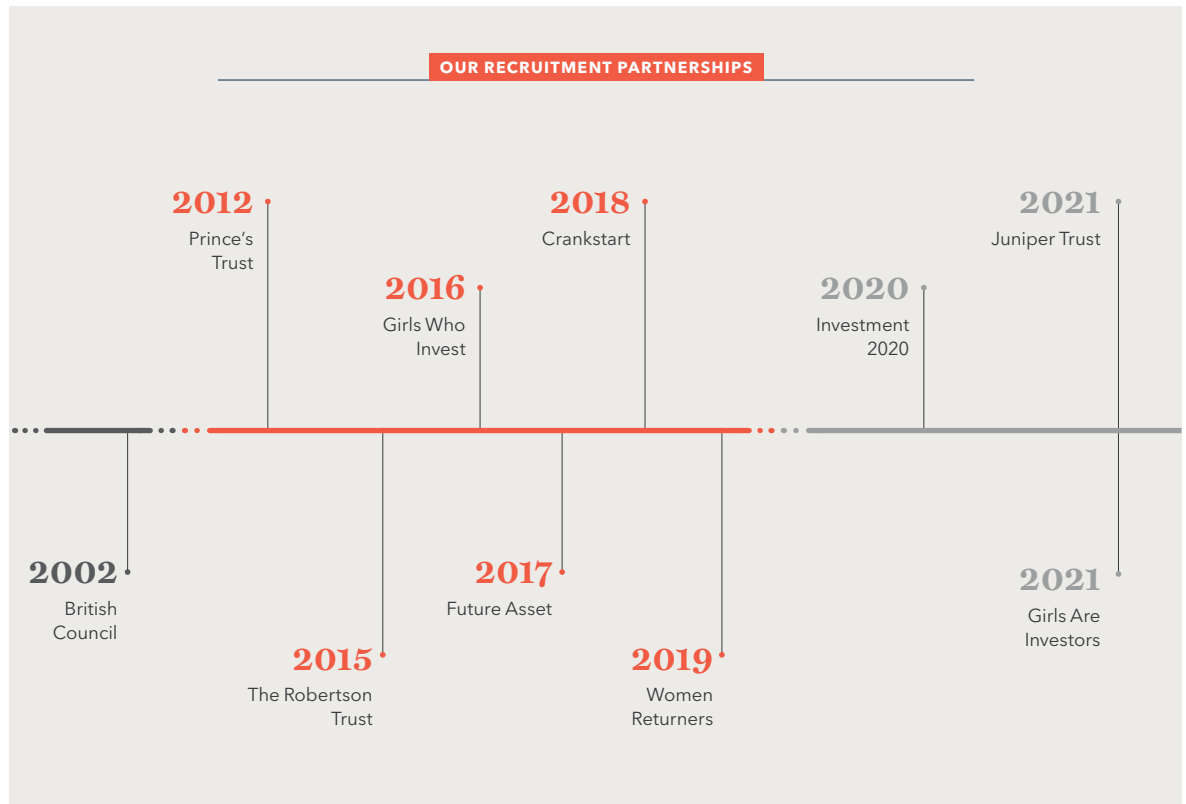 OUR RECRUITMENT PARTNERSHIPS
2002
British
Council
2012
Prince’s
Trust
2015
The Robertson
Trust
2016
Girls Who
Invest
2017
Future Asset
2018
Crankstart
2019
Women
Returners
2020
Investment
2020
2021
Juniper Trust
2021
Girls Are
Investors